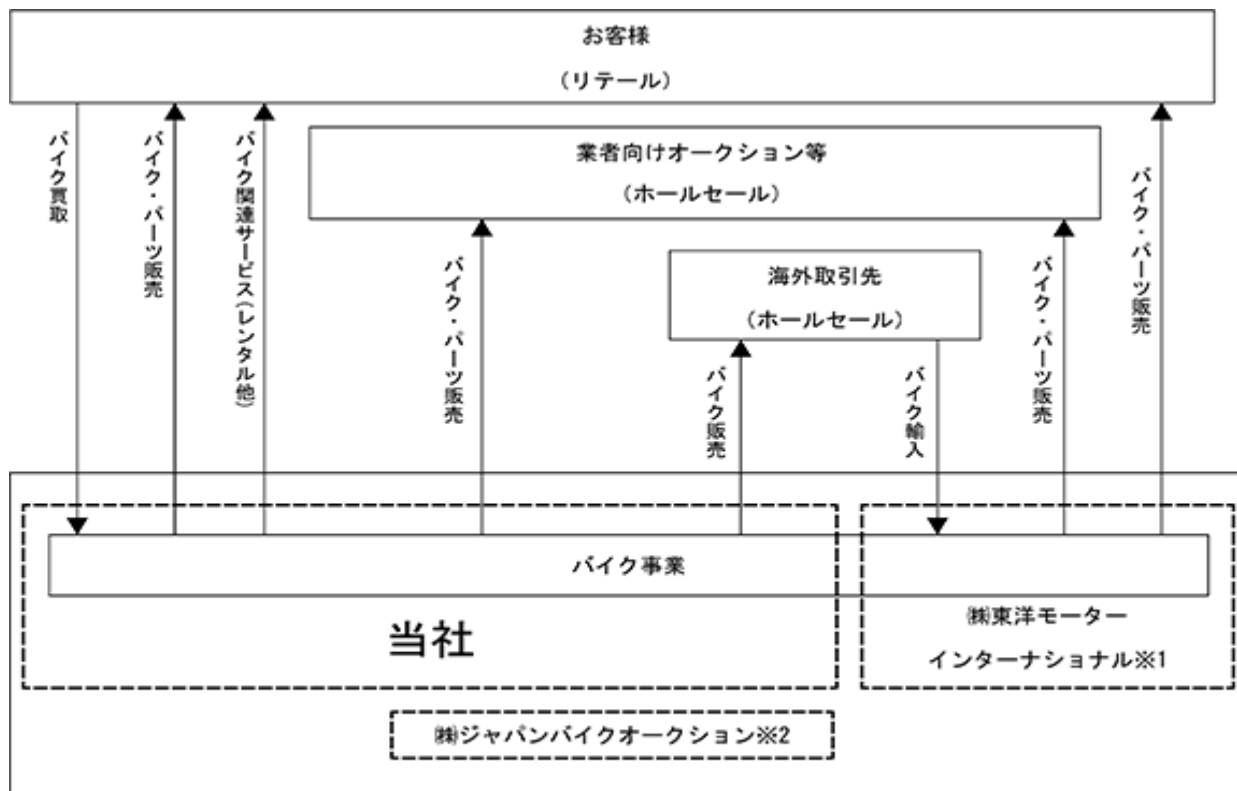 お客様
(リテール)
バイク買取
バイク・パーツ販売
バイク関連サービス(レンタル他)
業者向けオークション等
(ホールセール)
バイク・パーツ販売
海外取引先
(ホールセール)
バイク販売
バイク輸入
バイク・パーツ販売
バイク・パーツ販売
バイク事業
当社
㈱東洋モーター
インターナショナル※1
㈱ジャパンバイクオークション※2